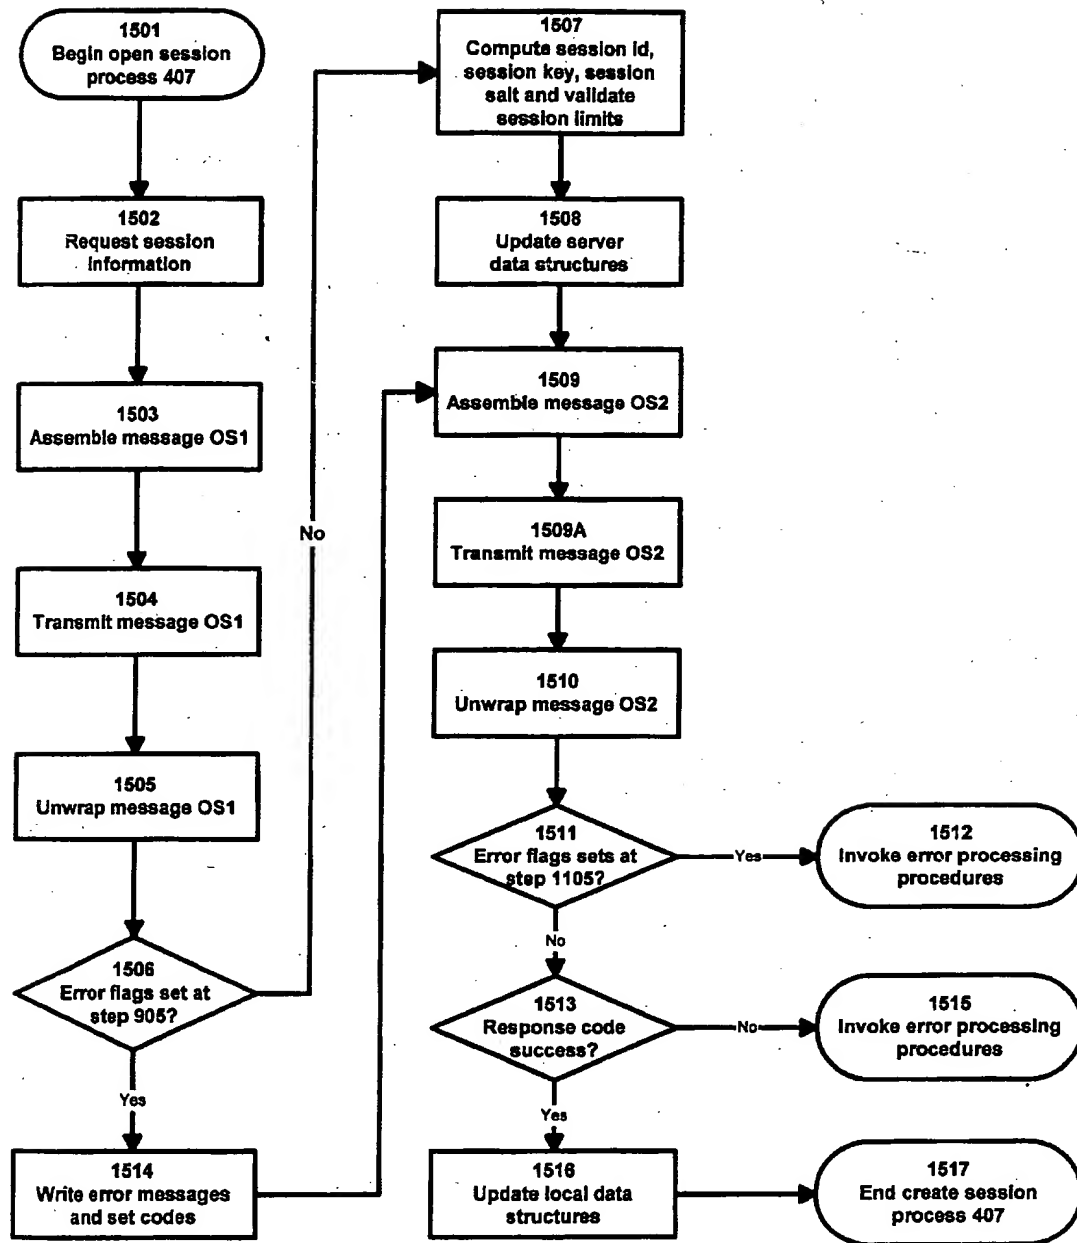 1501
Begin open session
process 407
1502
Request session
information
1503
Assemble message OS1
1504
Transmit message OS1
1505
Unwrap message OS1
1506
Error flags set at
step 905?
Yes
No
1514
Write error messages
and set codes
1507
Compute session id,
session key, session
salt and validate
session limits
1508
Update server
data structures
1509
Assemble message OS2
1509A
Transmit message OS2
1510
Unwrap message OS2
1511
Error flags sets at
step 1105?
Yes
1512
Invoke error processing
procedures
No
1513
Response code
success?
No
1515
Invoke error processing
procedures
Yes
1516
Update local data
structures
1517
End create session
process 407